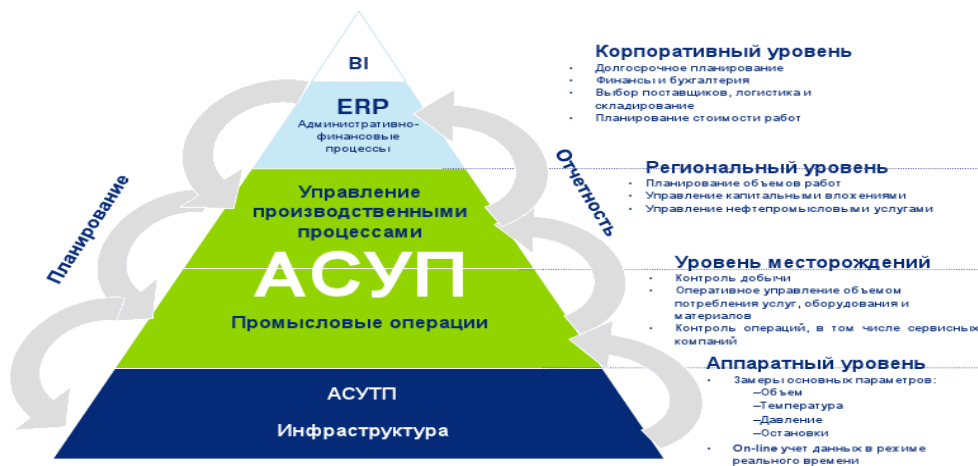 BI
ERP
Административно-
финансовые
процессы
Управление
производственными
процессами
АСУП
Промысловые операции
АСУТП
Инфраструктура
Планирование
Отчетность
Корпоративный уровень
• Долгосрочное планирование
• Финансы и бухгалтерия
• Выбор поставщиков, логистика и
складирование
• Планирование стоимости работ
Региональный уровень
• Планирование объемов работ
• Управление капитальными вложениями
• Управление нефтепромысловыми услугами
Уровень месторождений
• Контроль добычи
• Оперативное управление объемом
потребления услуг, оборудования и
материалов
• Контроль операций, в том числе сервисных
компаний
Аппаратный уровень
• Замеры основных параметров:
–Объем
–Температура
–Давление
–Остановки
• On-line учет данных в режиме
реального времени